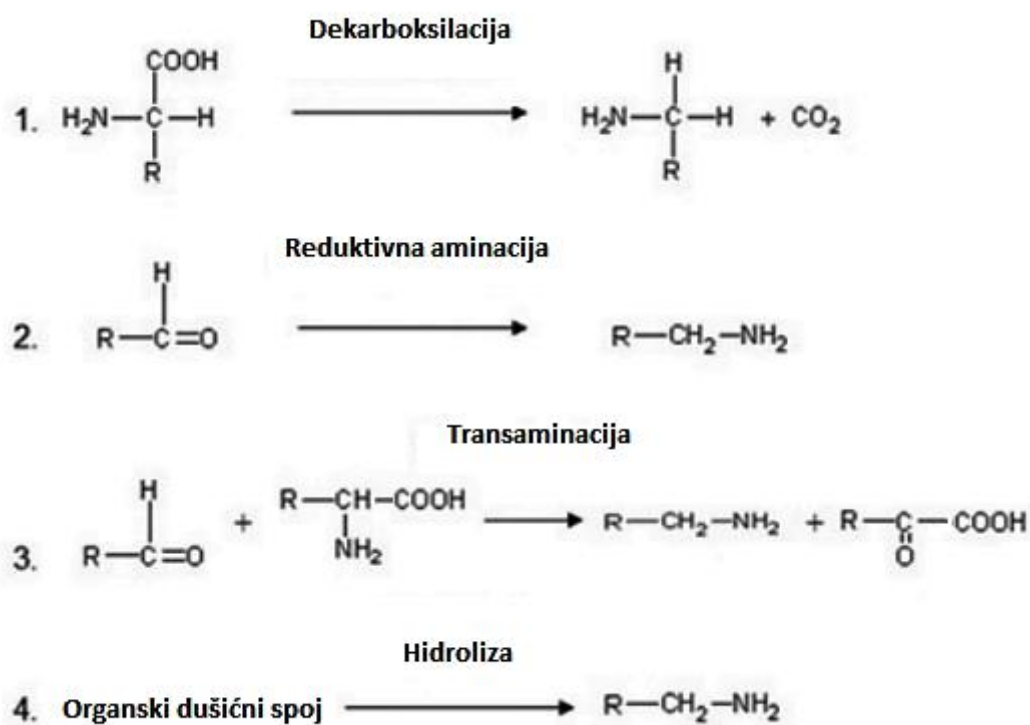 Dekarboksilacija
COOH
1. H₂N—C—H
R
H
H₂N—C—H + CO₂
R
Reduktivna aminacija
H
2. R—C=O
R—CH₂—NH₂
Transaminacija
H
3. R—C=O + R—CH—COOH
NH₂
R—CH₂—NH₂ + R—C—COOH
O
Hidroliza
4. Organski dušićni spoj
R—CH₂—NH₂